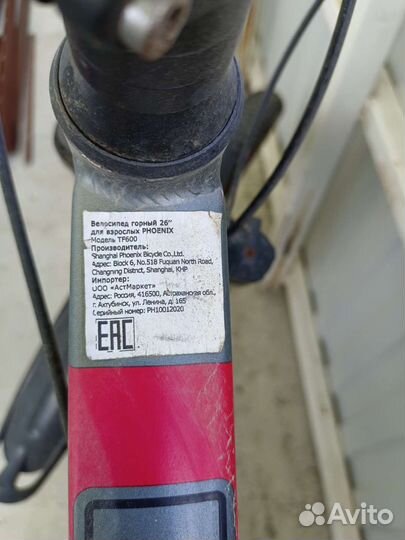 Велосипед горный 26"
для взрослых PHOENIX
Модель TF600
Производитель:
Shanghai Phoenix Bicycle Co.,Ltd.
Адрес: Block 6, No.518 Fuquan North Road,
Changning District, Shanghai, КНР
Импортер:
ООО «АстМаркет»
Адрес: Россия, 416500, Астраханская обл.,
г. Ахтубинск, ул. Ленина, д. 165
Серийный номер: PH10012020
EAC
Avito